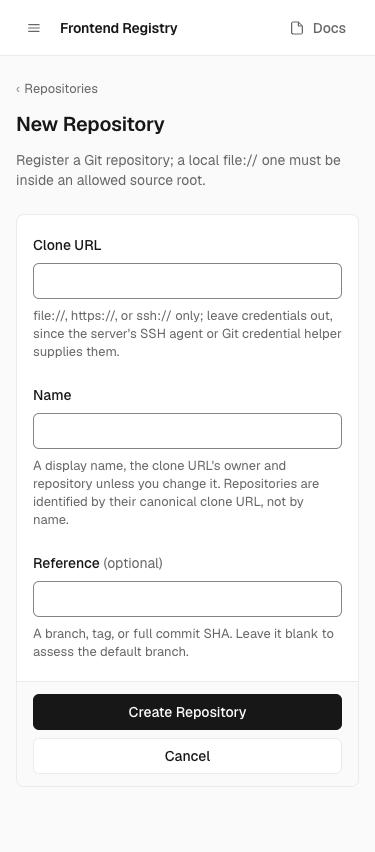 Frontend Registry
Docs
‹ Repositories
New Repository
Register a Git repository; a local file:// one must be
inside an allowed source root.
Clone URL
file://, https://, or ssh:// only; leave credentials out,
since the server's SSH agent or Git credential helper
supplies them.
Name
A display name, the clone URL's owner and
repository unless you change it. Repositories are
identified by their canonical clone URL, not by
name.
Reference (optional)
A branch, tag, or full commit SHA. Leave it blank to
assess the default branch.
Create Repository
Cancel